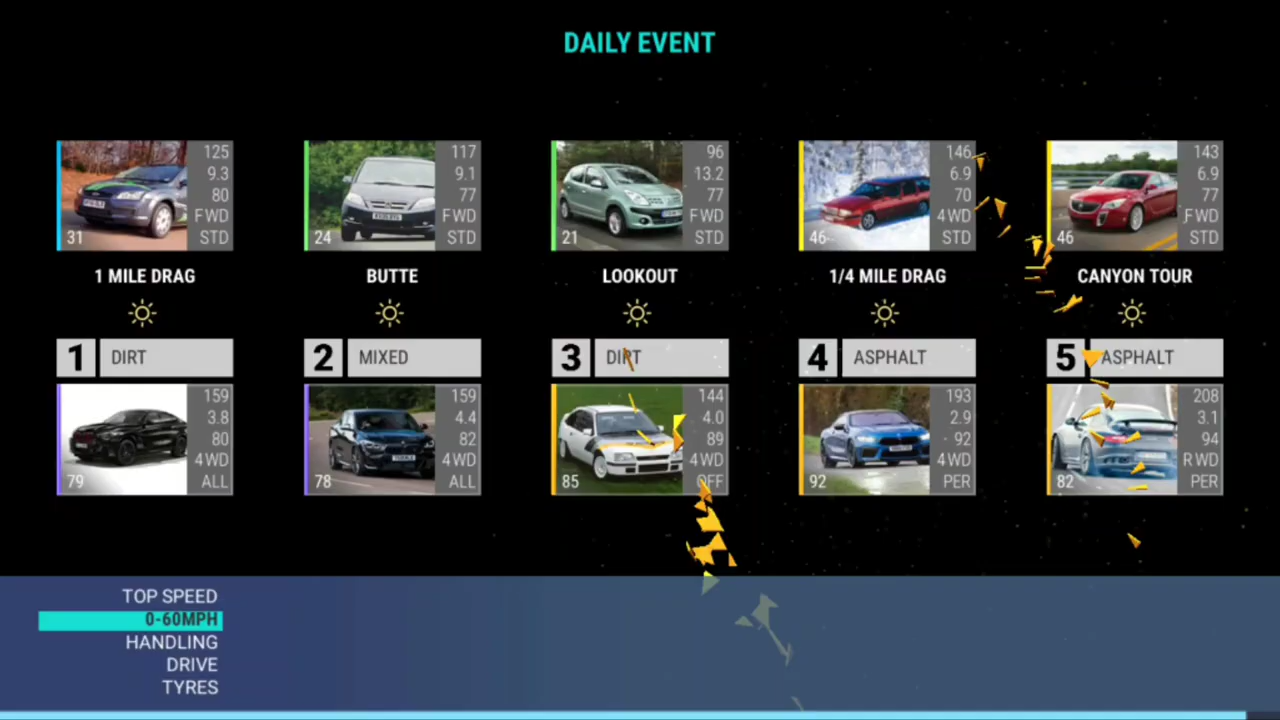 DAILY EVENT
125
9.3
80
FWD
31 STD
117
9.1
77
FWD
24 STD
96
13.2
77
FWD
21 STD
146
6.9
70
4WD
46 STD
143
6.9
77
FWD
46 STD
1 MILE DRAG
BUTTE
LOOKOUT
1/4 MILE DRAG
CANYON TOUR
1 DIRT
2 MIXED
3 DIRT
4 ASPHALT
5 ASPHALT
159
3.8
80
4WD
79 ALL
159
4.4
82
4WD
78 ALL
144
4.0
89
4WD
85 OFF
193
2.9
92
4WD
92 PER
208
3.1
94
RWD
82 PER
TOP SPEED
0-60MPH
HANDLING
DRIVE
TYRES